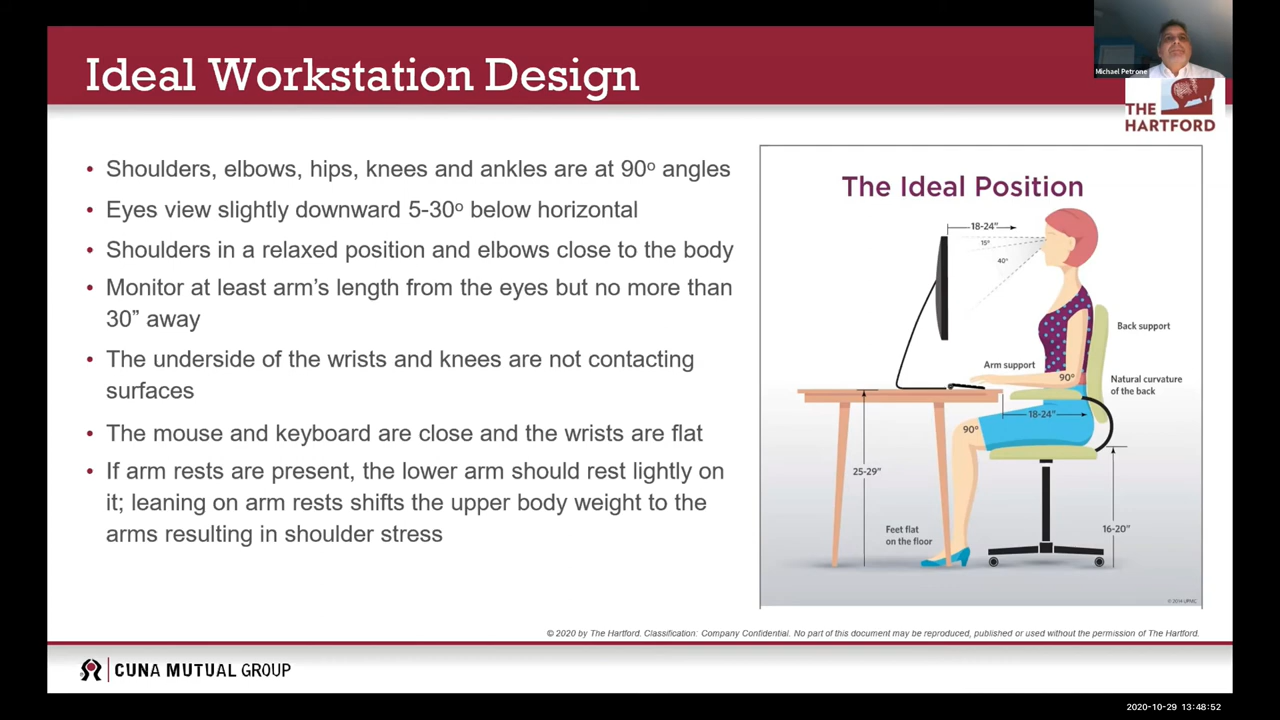 Ideal Workstation Design
Michael Petrone
THE
HARTFORD
• Shoulders, elbows, hips, knees and ankles are at 90º angles
• Eyes view slightly downward 5-30º below horizontal
• Shoulders in a relaxed position and elbows close to the body
• Monitor at least arm’s length from the eyes but no more than
30” away
• The underside of the wrists and knees are not contacting
surfaces
• The mouse and keyboard are close and the wrists are flat
• If arm rests are present, the lower arm should rest lightly on
it; leaning on arm rests shifts the upper body weight to the
arms resulting in shoulder stress
The Ideal Position
18-24"
15º
40º
Back support
Arm support
90º
Natural curvature
of the back
18-24"
90º
25-29"
16-20"
Feet flat
on the floor
© 2014 UPMC
© 2020 by The Hartford. Classification: Company Confidential. No part of this document may be reproduced, published or used without the permission of The Hartford.
CUNA MUTUAL GROUP
2020-10-29 13:48:52